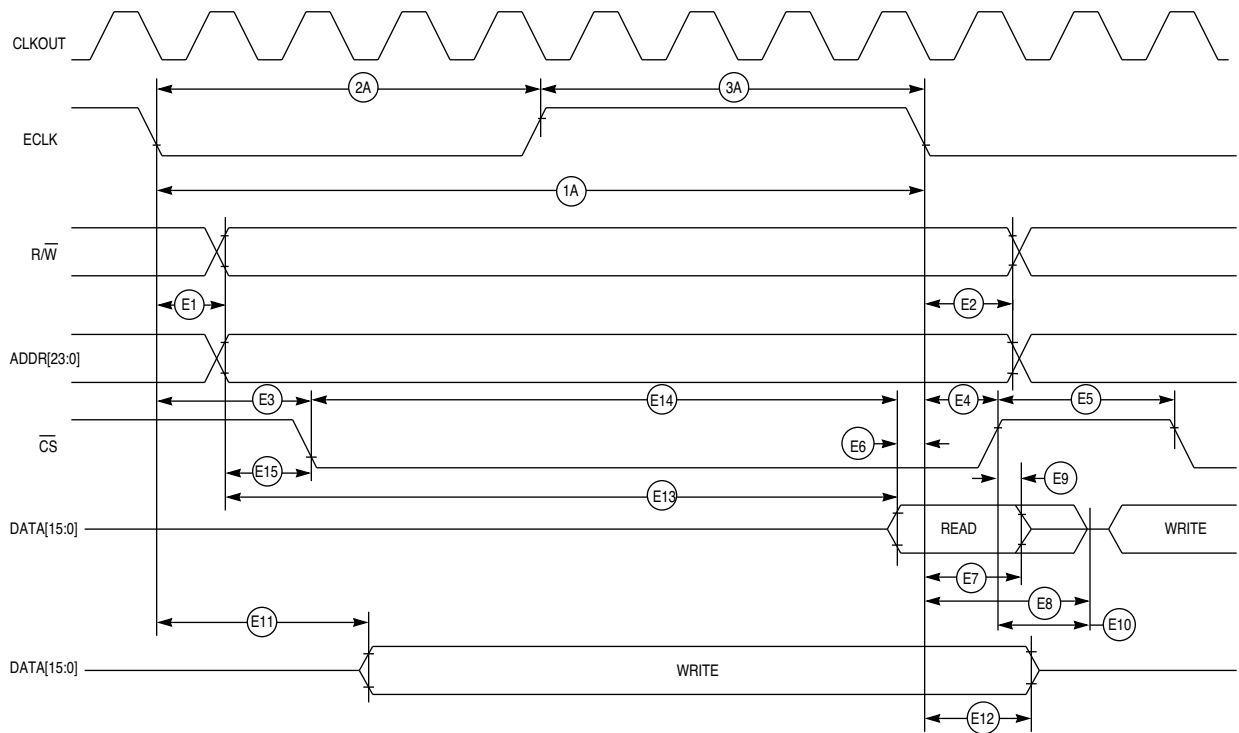 CLKOUT
2A 3A
ECLK
1A
R/W̅
E1 E2
ADDR[23:0]
E3 E14 E4 E5
C̅S̅
E6
E15 E9
E13
DATA[15:0] READ WRITE
E7
E8
E11 E10
DATA[15:0] WRITE
E12